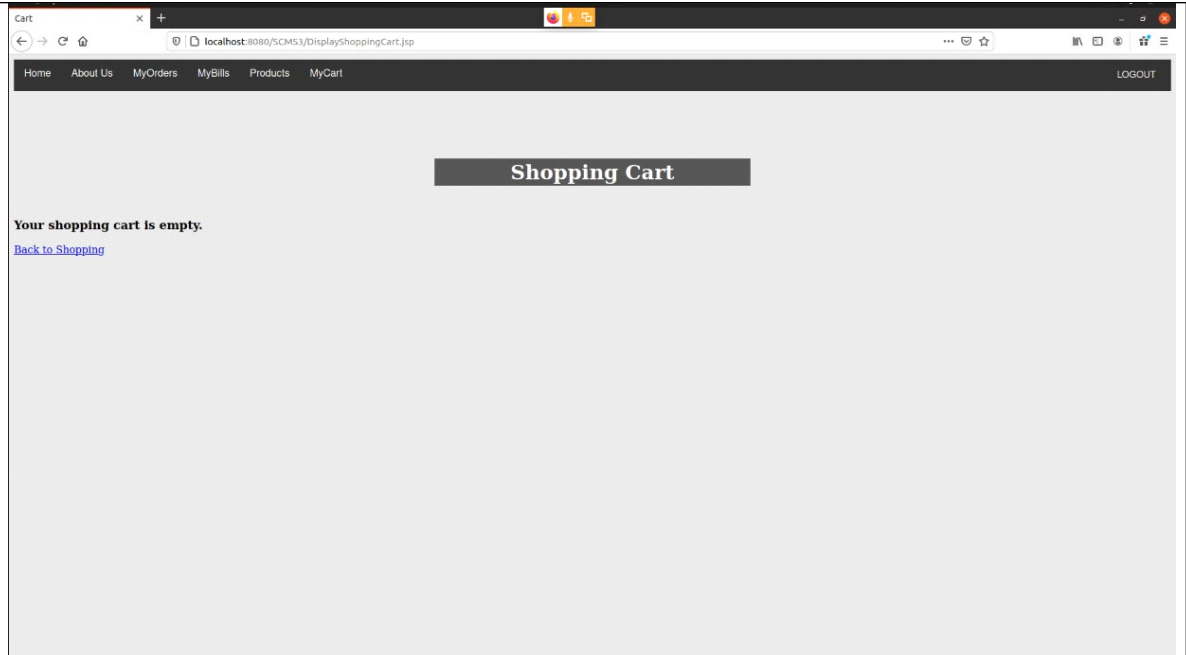 Cart
localhost:8080/SCMS3/DisplayShoppingCart.jsp
Home About Us MyOrders MyBills Products MyCart LOGOUT
Shopping Cart
Your shopping cart is empty.
Back to Shopping